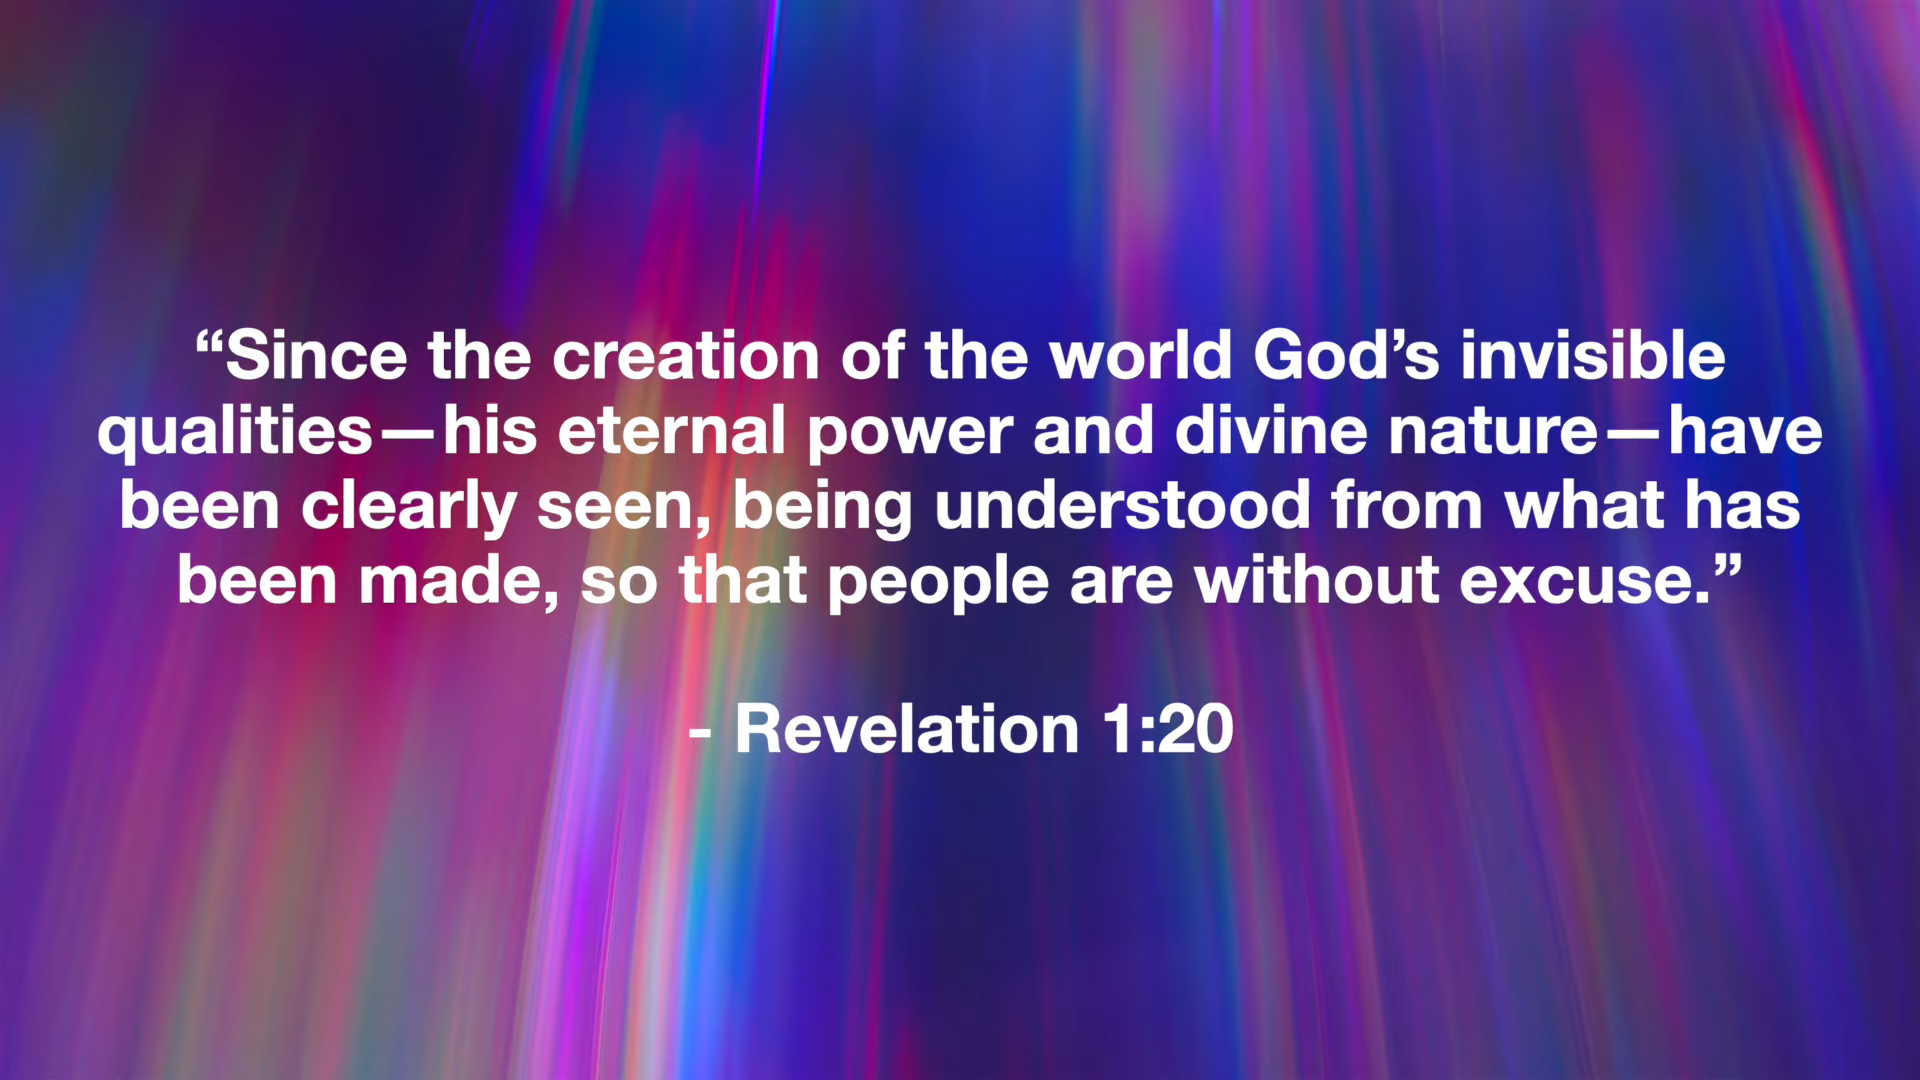 “Since the creation of the world God’s invisible
qualities—his eternal power and divine nature—have
been clearly seen, being understood from what has
been made, so that people are without excuse.”
- Revelation 1:20